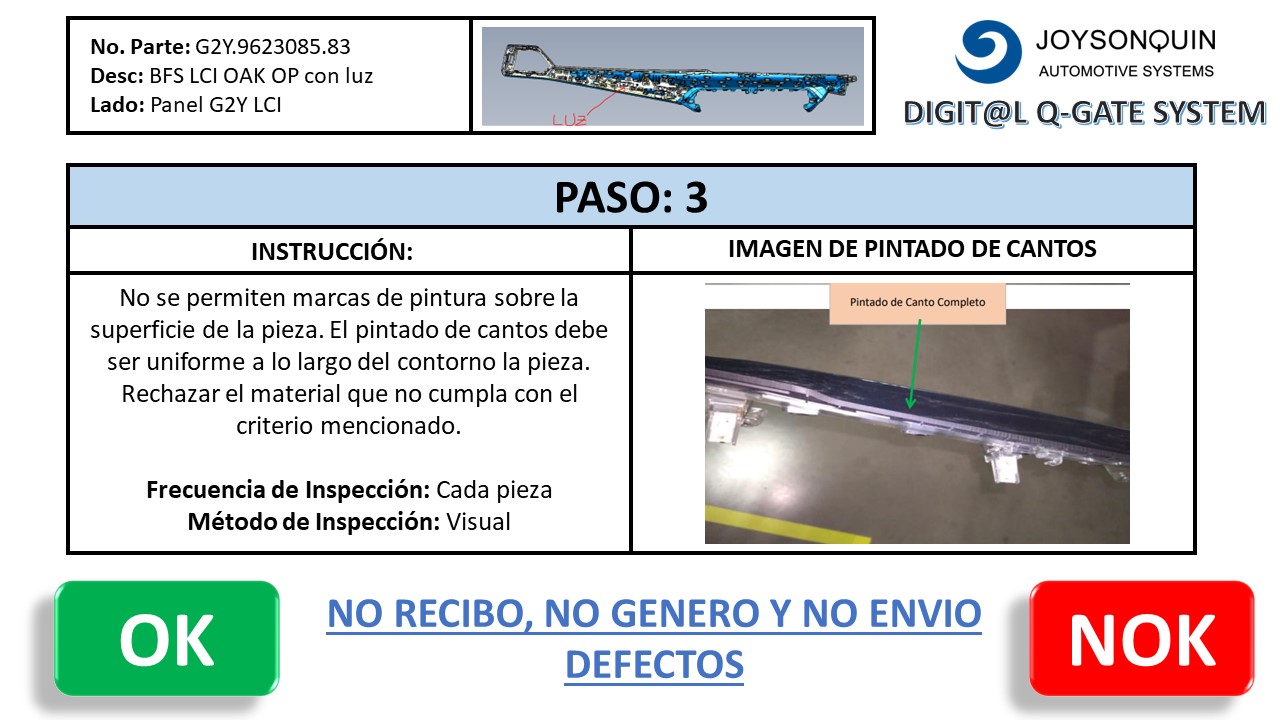 No. Parte: G2Y.9623085.83
Desc: BFS LCI OAK OP con luz
Lado: Panel G2Y LCI
LUZ
JOYSONQUIN
AUTOMOTIVE SYSTEMS
DIGIT@L Q-GATE SYSTEM
PASO: 3
INSTRUCCIÓN:
IMAGEN DE PINTADO DE CANTOS
No se permiten marcas de pintura sobre la
superficie de la pieza. El pintado de cantos debe
ser uniforme a lo largo del contorno la pieza.
Rechazar el material que no cumpla con el
criterio mencionado.
Frecuencia de Inspección: Cada pieza
Método de Inspección: Visual
Pintado de Canto Completo
OK
NO RECIBO, NO GENERO Y NO ENVIO
DEFECTOS
NOK